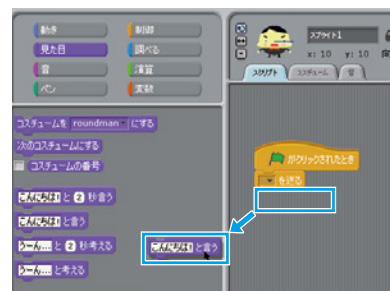 動き
制御
見た目
調べる
音
演算
ペン
変数
スプライト1
x: 10 y: 10 向
スクリプト
コスチューム
音
コスチュームを roundman にする
次のコスチュームにする
コスチュームの番号
こんにちは! と 2 秒言う
こんにちは! と言う
うーん... と 2 秒考える
うーん... と考える
こんにちは! と言う
がクリックされたとき
を送る